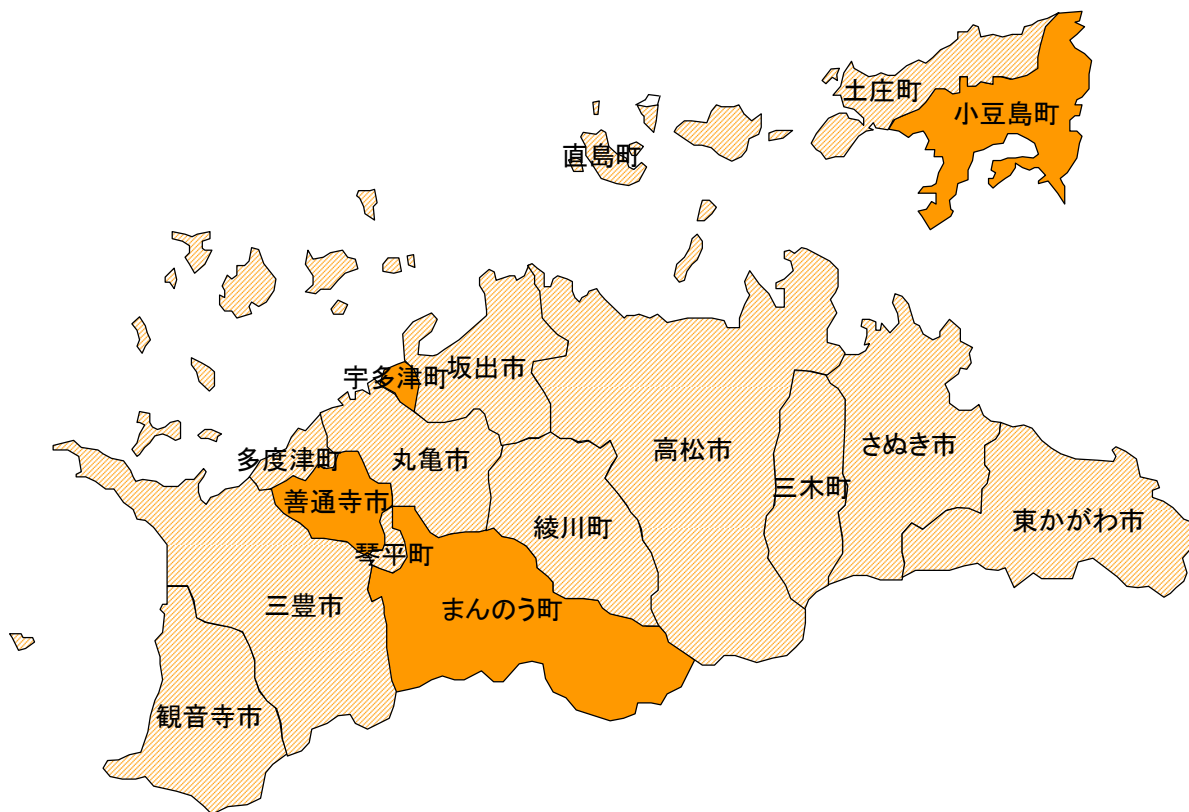 土庄町
小豆島町
直島町
宇多津町
坂出市
多度津町
丸亀市
高松市
さぬき市
善通寺市
三木町
綾川町
東かがわ市
琴平町
三豊市
まんのう町
観音寺市